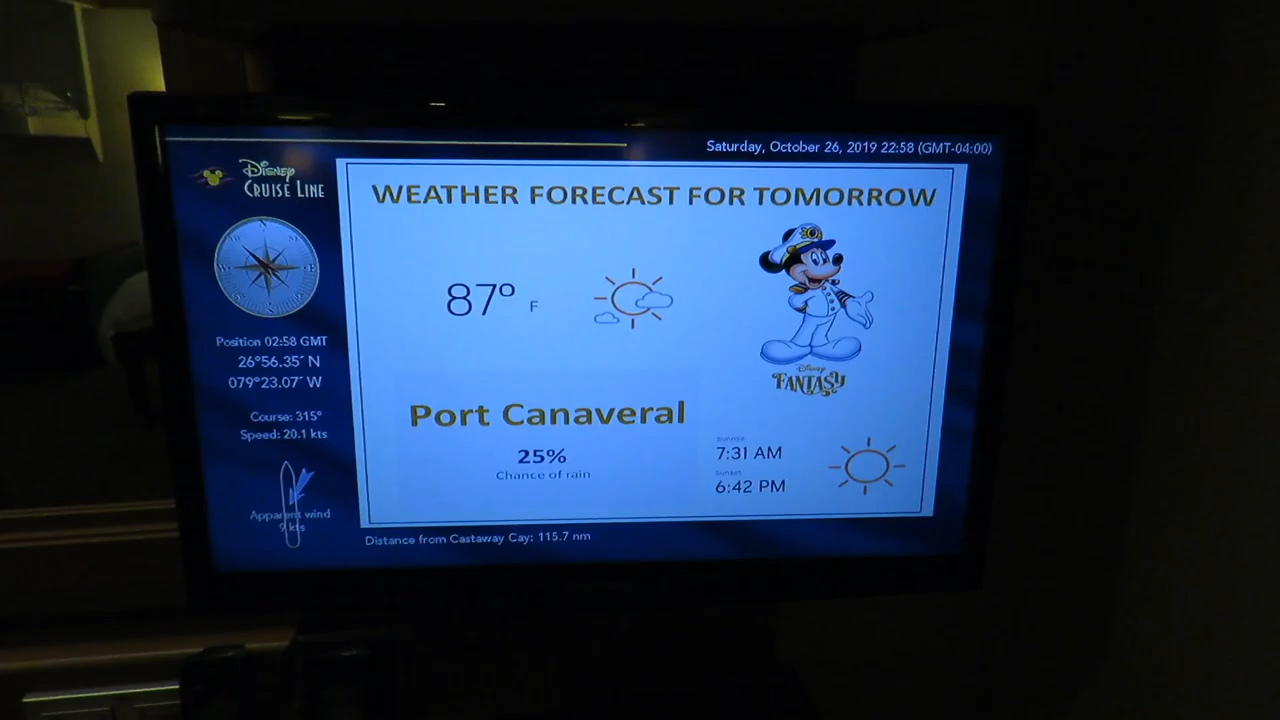 Saturday, October 26, 2019 22:58 (GMT-04:00)
Disney
CRUISE LINE
WEATHER FORECAST FOR TOMORROW
N
W
E
S
87° F
Position 02:58 GMT
26°56.35´ N
079°23.07´ W
Course: 315°
Speed: 20.1 kts
Disney
FANTASY
Port Canaveral
25%
Chance of rain
Sunrise:
7:31 AM
Sunset:
6:42 PM
Apparent wind
9 kts
Distance from Castaway Cay: 115.7 nm